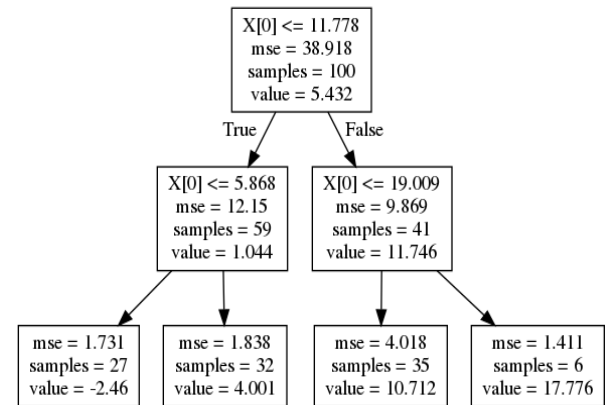 X[0] <= 11.778
mse = 38.918
samples = 100
value = 5.432
True
False
X[0] <= 5.868
mse = 12.15
samples = 59
value = 1.044
X[0] <= 19.009
mse = 9.869
samples = 41
value = 11.746
mse = 1.731
samples = 27
value = -2.46
mse = 1.838
samples = 32
value = 4.001
mse = 4.018
samples = 35
value = 10.712
mse = 1.411
samples = 6
value = 17.776